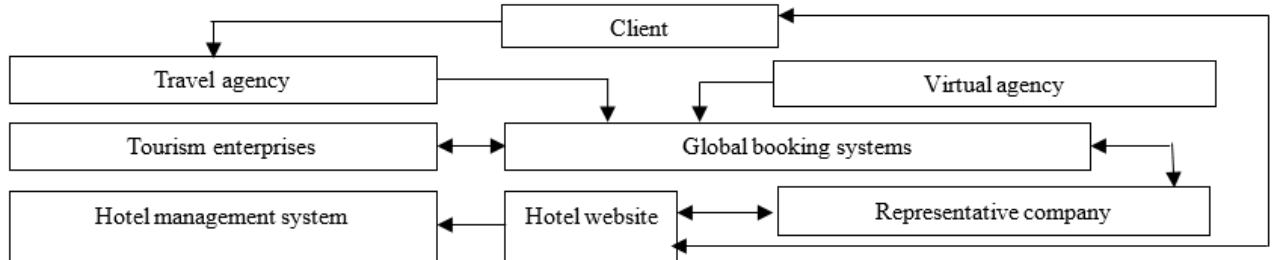 Client
Travel agency
Virtual agency
Tourism enterprises
Global booking systems
Hotel management system
Hotel website
Representative company